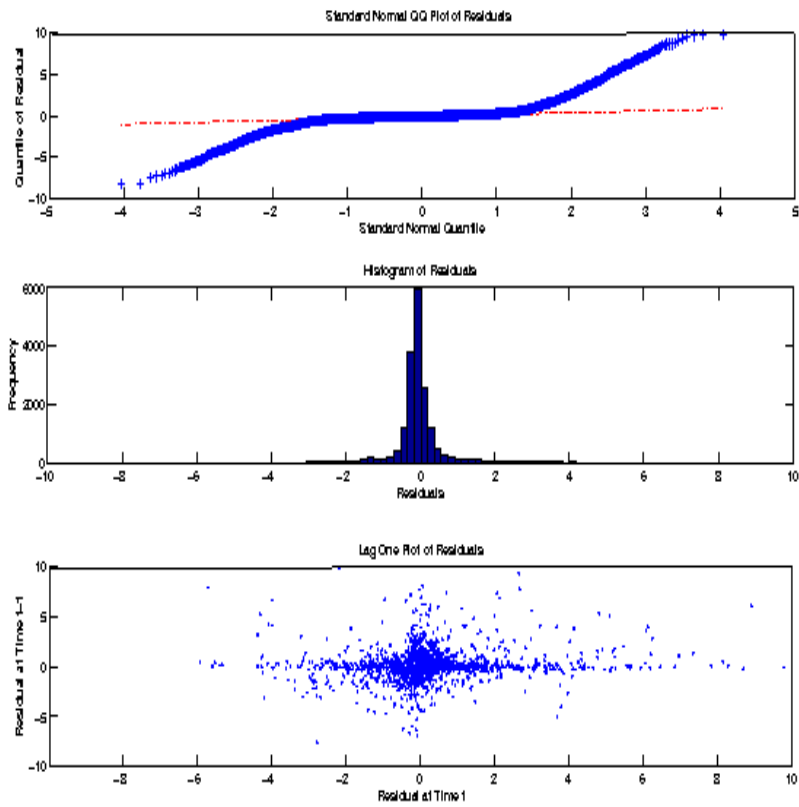 Standard Normal QQ Plot of Residuals
Quantile of Residual
10
5
0
−5
−10
−5 −4 −3 −2 −1 0 1 2 3 4 5
Standard Normal Quantile
Histogram of Residuals
Frequency
6000
4000
2000
0
−10 −8 −6 −4 −2 0 2 4 6 8 10
Residuals
Lag One Plot of Residuals
Residual at Time 1−1
10
5
0
−5
−10
−8 −6 −4 −2 0 2 4 6 8 10
Residual at Time 1